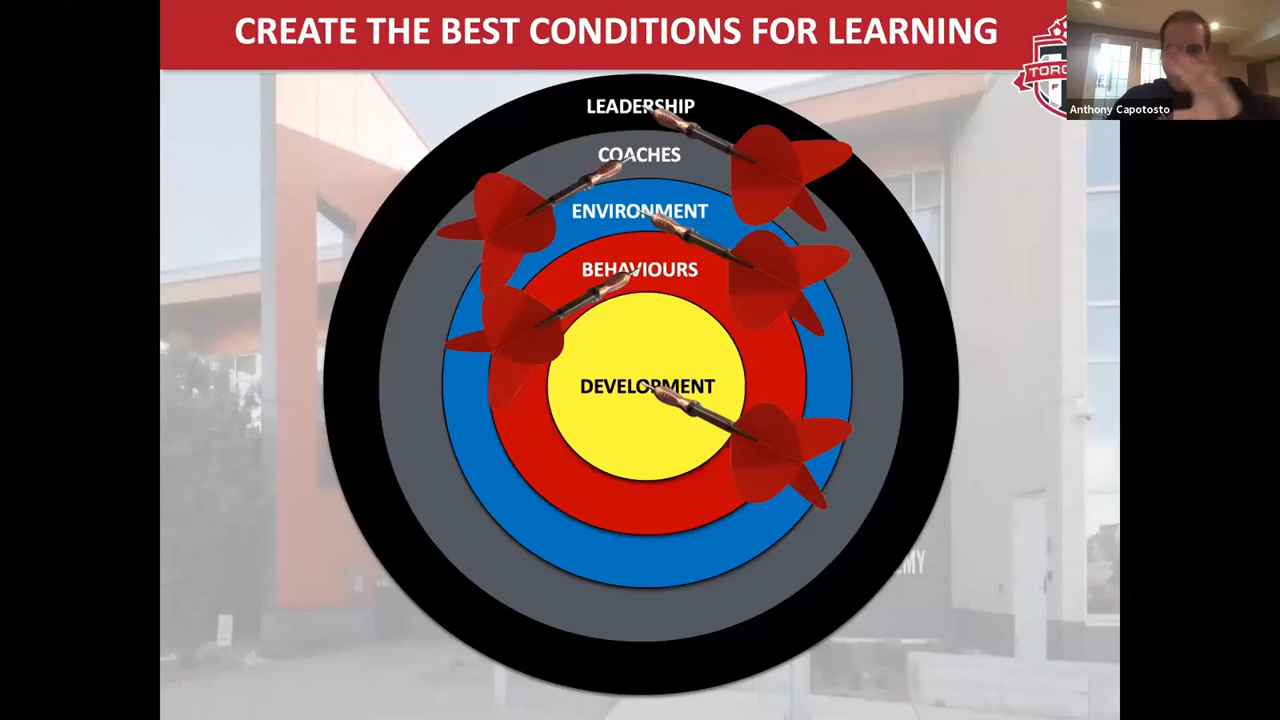 CREATE THE BEST CONDITIONS FOR LEARNING
Anthony Capotosto
LEADERSHIP
COACHES
ENVIRONMENT
BEHAVIOURS
DEVELOPMENT